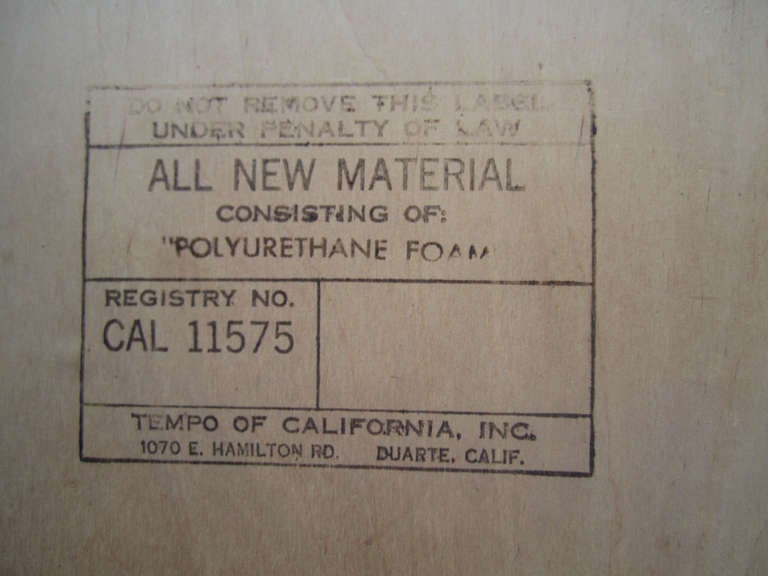 DO NOT REMOVE THIS LABEL
UNDER PENALTY OF LAW
ALL NEW MATERIAL
CONSISTING OF:
"POLYURETHANE FOAM
REGISTRY NO.
CAL 11575
TEMPO OF CALIFORNIA, INC.
1070 E. HAMILTON RD. DUARTE, CALIF.